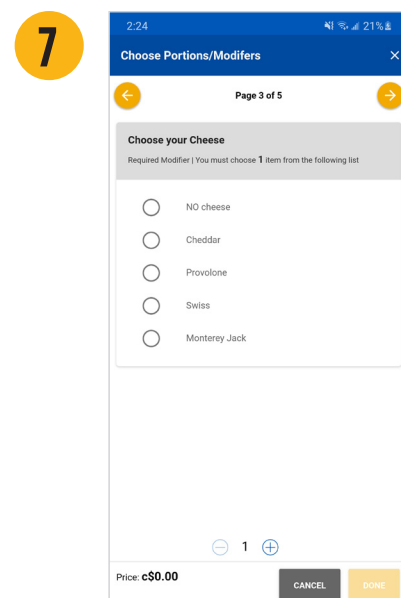 7
2:24 21%
Choose Portions/Modifers ×
Page 3 of 5
Choose your Cheese
Required Modifier | You must choose 1 item from the following list
NO cheese
Cheddar
Provolone
Swiss
Monterey Jack
1
Price: c$0.00
CANCEL DONE